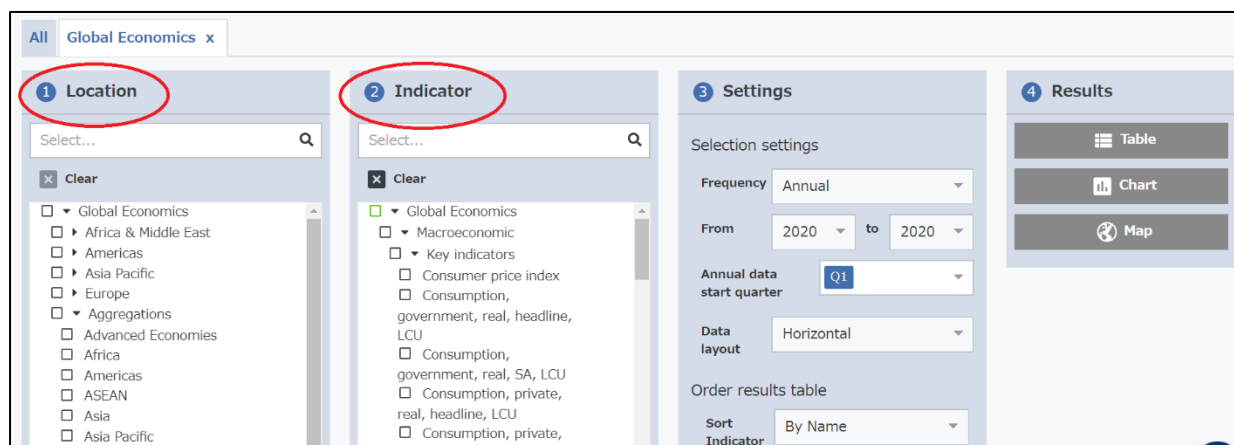 All Global Economics x
1 Location
Select...
x Clear
Global Economics
Africa & Middle East
Americas
Asia Pacific
Europe
Aggregations
Advanced Economies
Africa
Americas
ASEAN
Asia
Asia Pacific
2 Indicator
Select...
x Clear
Global Economics
Macroeconomic
Key indicators
Consumer price index
Consumption,
government, real, headline,
LCU
Consumption,
government, real, SA, LCU
Consumption, private,
real, headline, LCU
Consumption, private,
3 Settings
Selection settings
Frequency Annual
From 2020 to 2020
Annual data
start quarter Q1
Data
layout Horizontal
Order results table
Sort
Indicator By Name
4 Results
Table
Chart
Map